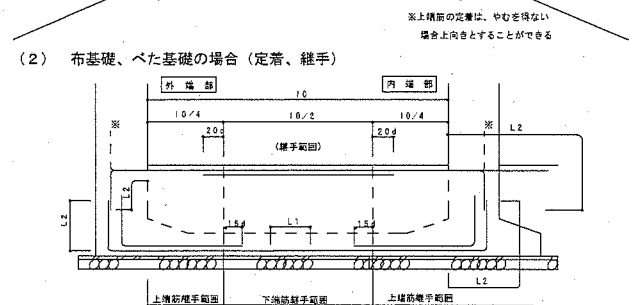 ※上端筋の定着は、やむを得ない
場合上向きとすることができる
(2) 布基礎、べた基礎の場合(定着、継手)
外端部
内端部
l0
l0/4
l0/2
l0/4
※
20d
(継手範囲)
20d
※
L2
L2
L2
15d
L1
15d
L2
上端筋継手範囲
下端筋継手範囲
上端筋継手範囲